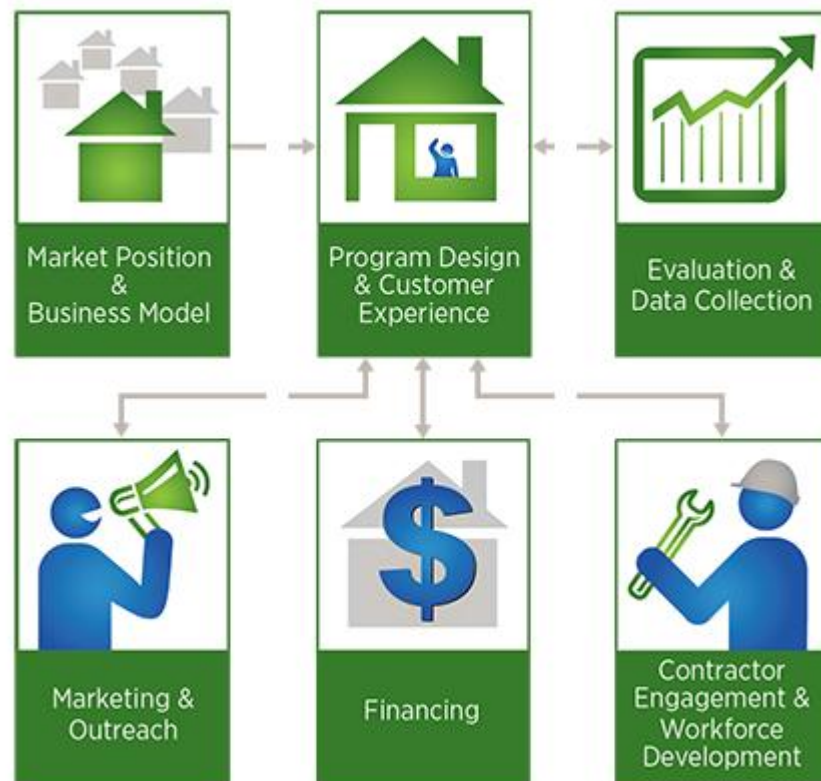 Market Position
&
Business Model
Program Design
& Customer
Experience
Evaluation &
Data Collection
Marketing &
Outreach
Financing
Contractor
Engagement &
Workforce
Development